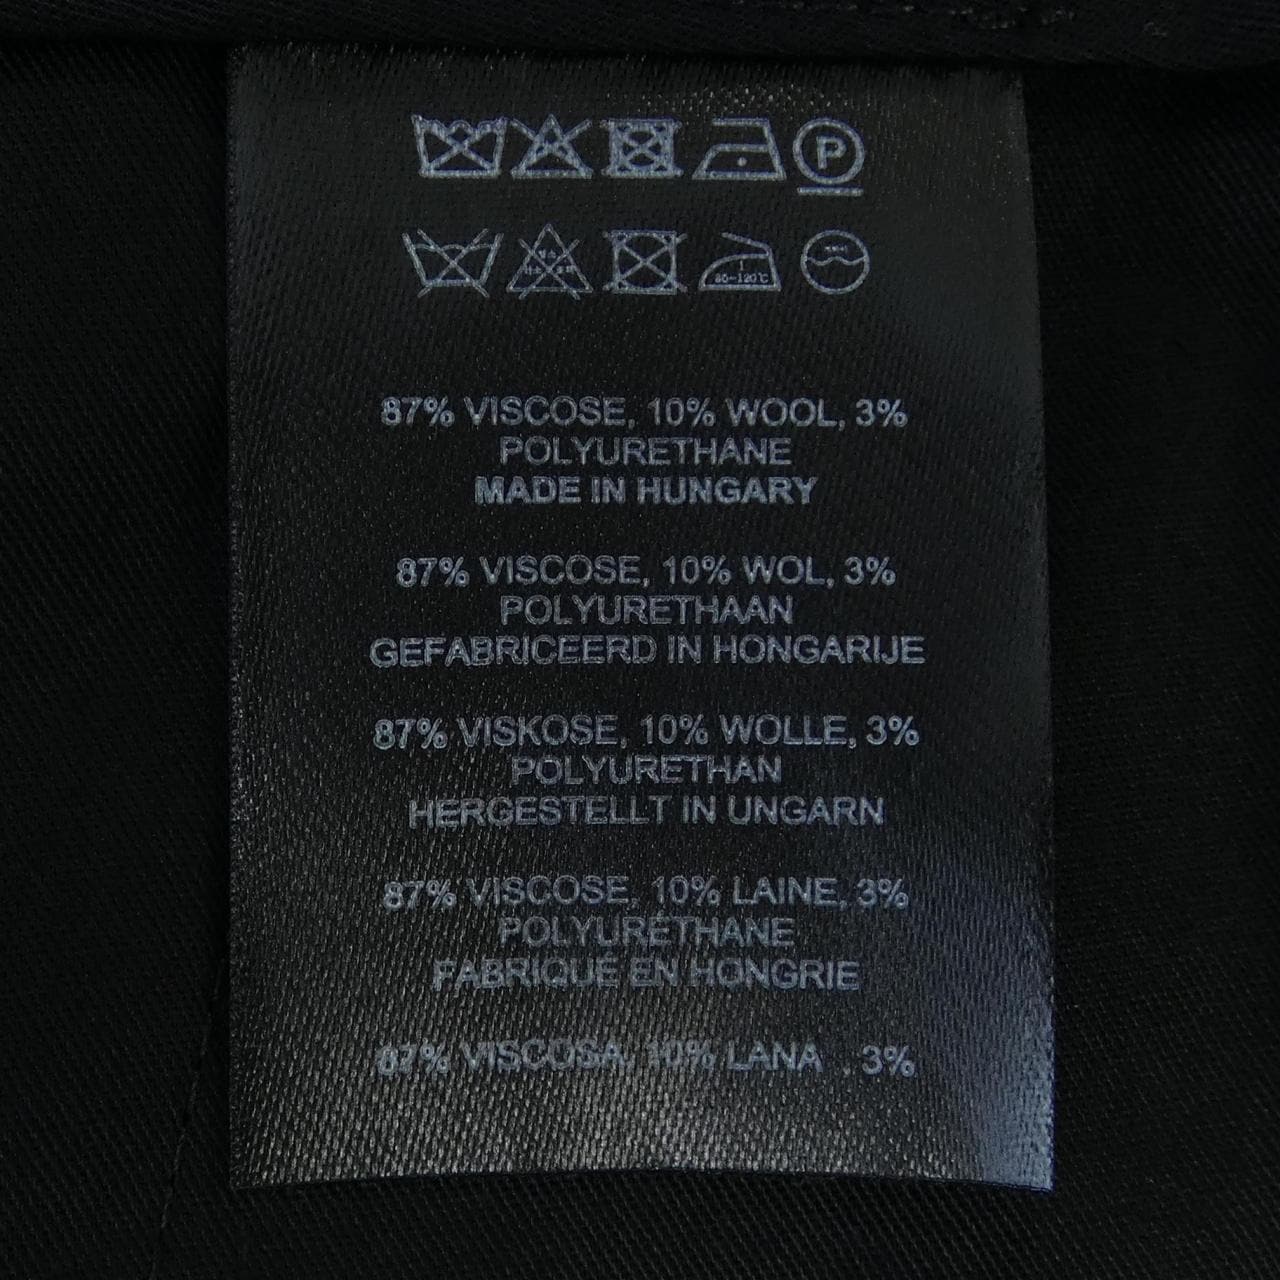 P
87% VISCOSE, 10% WOOL, 3%
POLYURETHANE
MADE IN HUNGARY
87% VISCOSE, 10% WOL, 3%
POLYURETHAAN
GEFABRICEERD IN HONGARIJE
87% VISKOSE, 10% WOLLE, 3%
POLYURETHAN
HERGESTELLT IN UNGARN
87% VISCOSE, 10% LAINE, 3%
POLYURÉTHANE
FABRIQUÉ EN HONGRIE
87% VISCOSA, 10% LANA , 3%